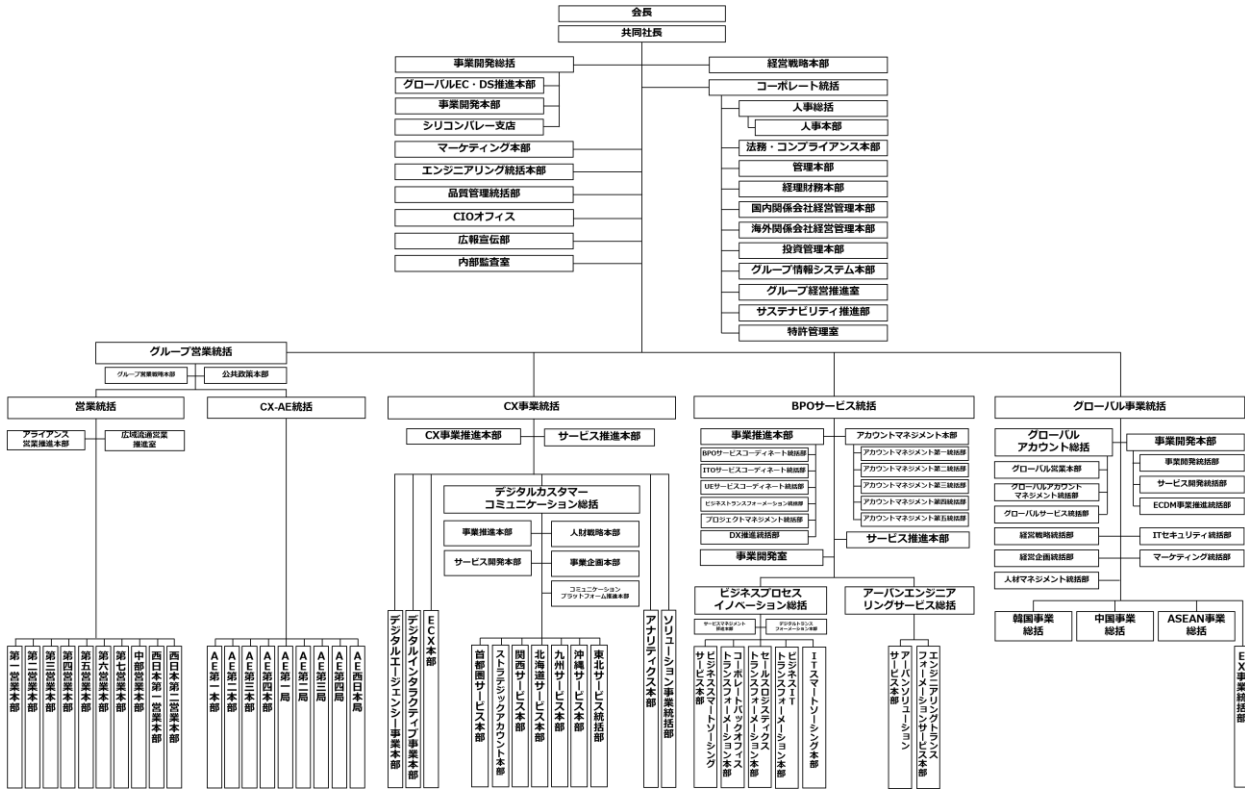 会長
共同社長
事業開発総括
グローバルEC・DS推進本部
事業開発本部
シリコンバレー支店
マーケティング本部
エンジニアリング統括本部
品質管理統括部
CIOオフィス
広報宣伝部
内部監査室
経営戦略本部
コーポレート統括
人事総括
人事本部
法務・コンプライアンス本部
管理本部
経理財務本部
国内関係会社経営管理本部
海外関係会社経営管理本部
投資管理本部
グループ情報システム本部
グループ経営推進室
サステナビリティ推進部
特許管理室
グループ営業統括
グループ営業戦略本部
公共政策本部
営業統括
アライアンス
営業推進本部
広域流通営業
推進室
第一営業本部
第二営業本部
第三営業本部
第四営業本部
第五営業本部
第六営業本部
第七営業本部
中部営業本部
西日本第一営業本部
西日本第二営業本部
CX-AE統括
AE第一本部
AE第二本部
AE第三本部
AE第四本部
AE第一局
AE第二局
AE第三局
AE第四局
AE西日本局
CX事業統括
CX事業推進本部
サービス推進本部
デジタルカスタマー
コミュニケーション総括
事業推進本部
人財戦略本部
サービス開発本部
事業企画本部
コミュニケーション
プラットフォーム推進本部
デジタルエージェンシー事業本部
デジタルインタラクティブ事業本部
ECX本部
首都圏サービス本部
ストラテジックアカウント本部
関西サービス本部
北海道サービス本部
九州サービス本部
沖縄サービス本部
東北サービス統括部
アナリティクス本部
ソリューション事業統括部
BPOサービス統括
事業推進本部
BPOサービスコーディネート統括部
ITOサービスコーディネート統括部
UEサービスコーディネート統括部
ビジネストランスフォーメーション統括部
プロジェクトマネジメント統括部
DX推進統括部
事業開発室
アカウントマネジメント本部
アカウントマネジメント第一統括部
アカウントマネジメント第二統括部
アカウントマネジメント第三統括部
アカウントマネジメント第四統括部
アカウントマネジメント第五統括部
サービス推進本部
ビジネスプロセス
イノベーション総括
サービスマネジメント
推進本部
デジタルトランス
フォーメーション本部
ビジネススマートソーシング
サービス本部
コーポレートバックオフィス
トランスフォーメーション本部
セールスロジスティクス
トランスフォーメーション本部
ビジネスIT
トランスフォーメーション本部
ITスマートソーシング本部
アーバンエンジニア
リングサービス総括
アーバンソリューション
サービス本部
エンジニアリングトランス
フォーメーションサービス本部
グローバル事業統括
グローバル
アカウント総括
グローバル営業本部
グローバルアカウント
マネジメント統括部
グローバルサービス統括部
事業開発本部
事業開発統括部
サービス開発統括部
ECDM事業推進統括部
経営戦略統括部
ITセキュリティ統括部
経営企画統括部
マーケティング統括部
人材マネジメント統括部
韓国事業
総括
中国事業
総括
ASEAN事業
総括
EX事業統括部